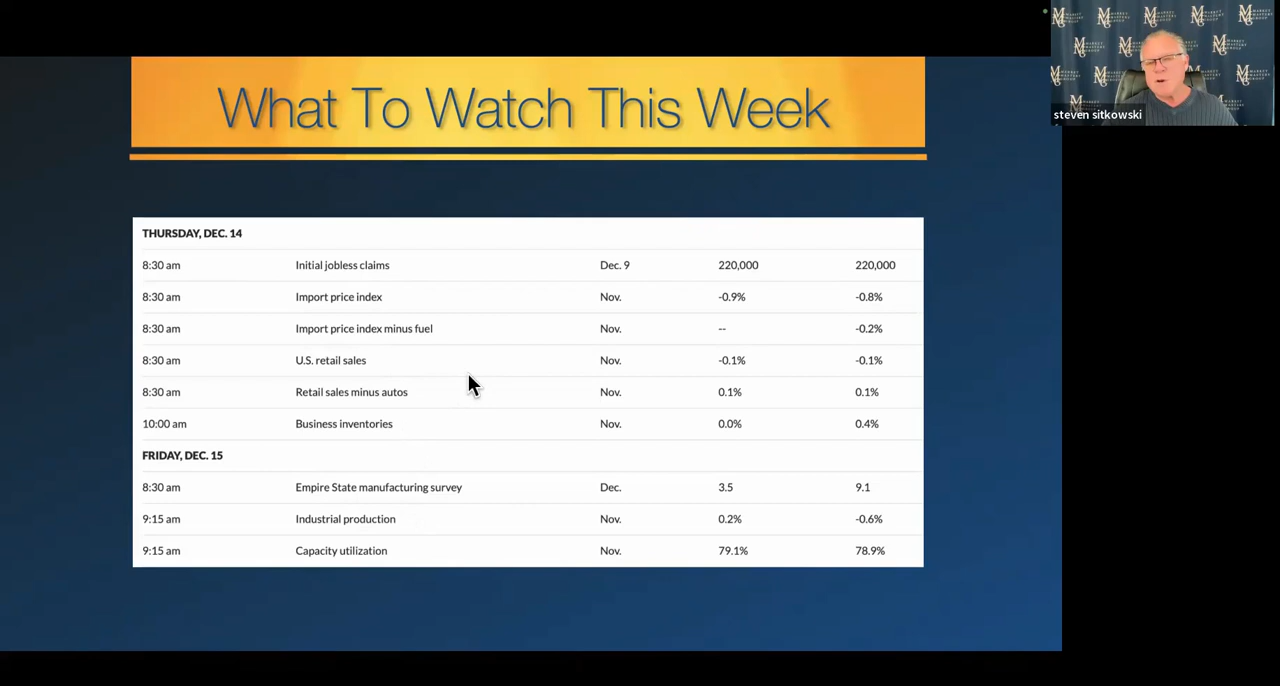 What To Watch This Week
MARKET MASTERS GROUP
steven sitkowski
THURSDAY, DEC. 14
8:30 am Initial jobless claims Dec. 9 220,000 220,000
8:30 am Import price index Nov. -0.9% -0.8%
8:30 am Import price index minus fuel Nov. -- -0.2%
8:30 am U.S. retail sales Nov. -0.1% -0.1%
8:30 am Retail sales minus autos Nov. 0.1% 0.1%
10:00 am Business inventories Nov. 0.0% 0.4%
FRIDAY, DEC. 15
8:30 am Empire State manufacturing survey Dec. 3.5 9.1
9:15 am Industrial production Nov. 0.2% -0.6%
9:15 am Capacity utilization Nov. 79.1% 78.9%